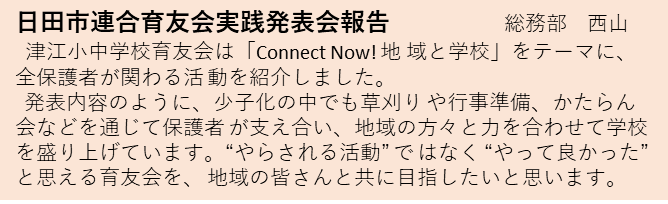 日田市連合育友会実践発表会報告 総務部 西山
津江小中学校育友会は「Connect Now! 地 域と学校」をテーマに、
全保護者が関わる活動を紹介しました。
発表内容のように、少子化の中でも草刈り や行事準備、かたらん
会などを通じて保護者 が支え合い、地域の方々と力を合わせて学校
を盛り上げています。“やらされる活動” で はなく “やって良かった”
と思える育友会を、 地域の皆さんと共に目指したいと思います。